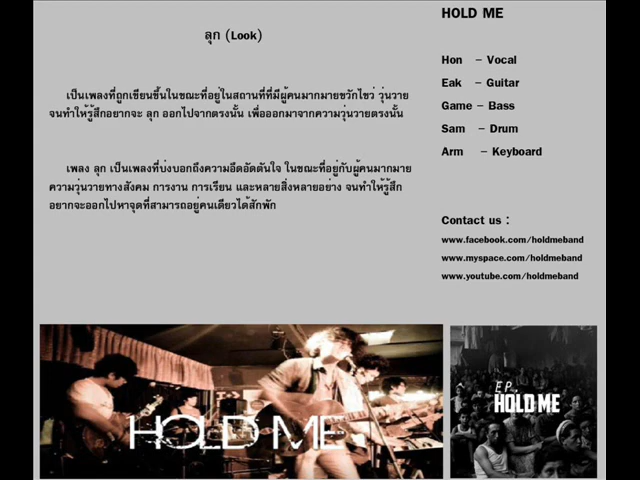 ลุก (Look)
เป็นเพลงที่ถูกเขียนขึ้นในขณะที่อยู่ในสถานที่ที่มีผู้คนมากมายขวักไขว่ วุ่นวาย
จนทำให้รู้สึกอยากจะ ลุก ออกไปจากตรงนั้น เพื่อออกมาจากความวุ่นวายตรงนั้น
เพลง ลุก เป็นเพลงที่บ่งบอกถึงความอึดอัดตันใจ ในขณะที่อยู่กับผู้คนมากมาย
ความวุ่นวายทางสังคม การงาน การเรียน และหลายสิ่งหลายอย่าง จนทำให้รู้สึก
อยากจะออกไปหาจุดที่สามารถอยู่คนเดียวได้สักพัก
HOLD ME
Hon – Vocal
Eak – Guitar
Game – Bass
Sam – Drum
Arm – Keyboard
Contact us :
www.facebook.com/holdmeband
www.myspace.com/holdmeband
www.youtube.com/holdmeband
HOLD ME
EP.
HOLD ME